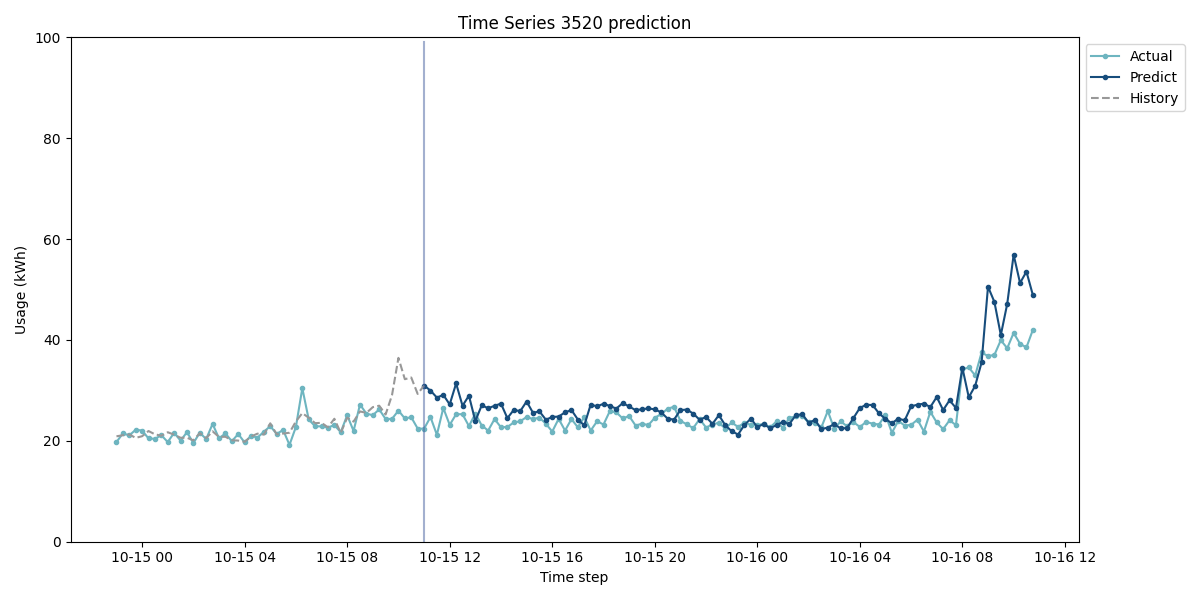 Time Series 3520 prediction
Actual
Predict
History
Usage (kWh)
100
80
60
40
20
0
10-15 00
10-15 04
10-15 08
10-15 12
10-15 16
10-15 20
10-16 00
10-16 04
10-16 08
10-16 12
Time step